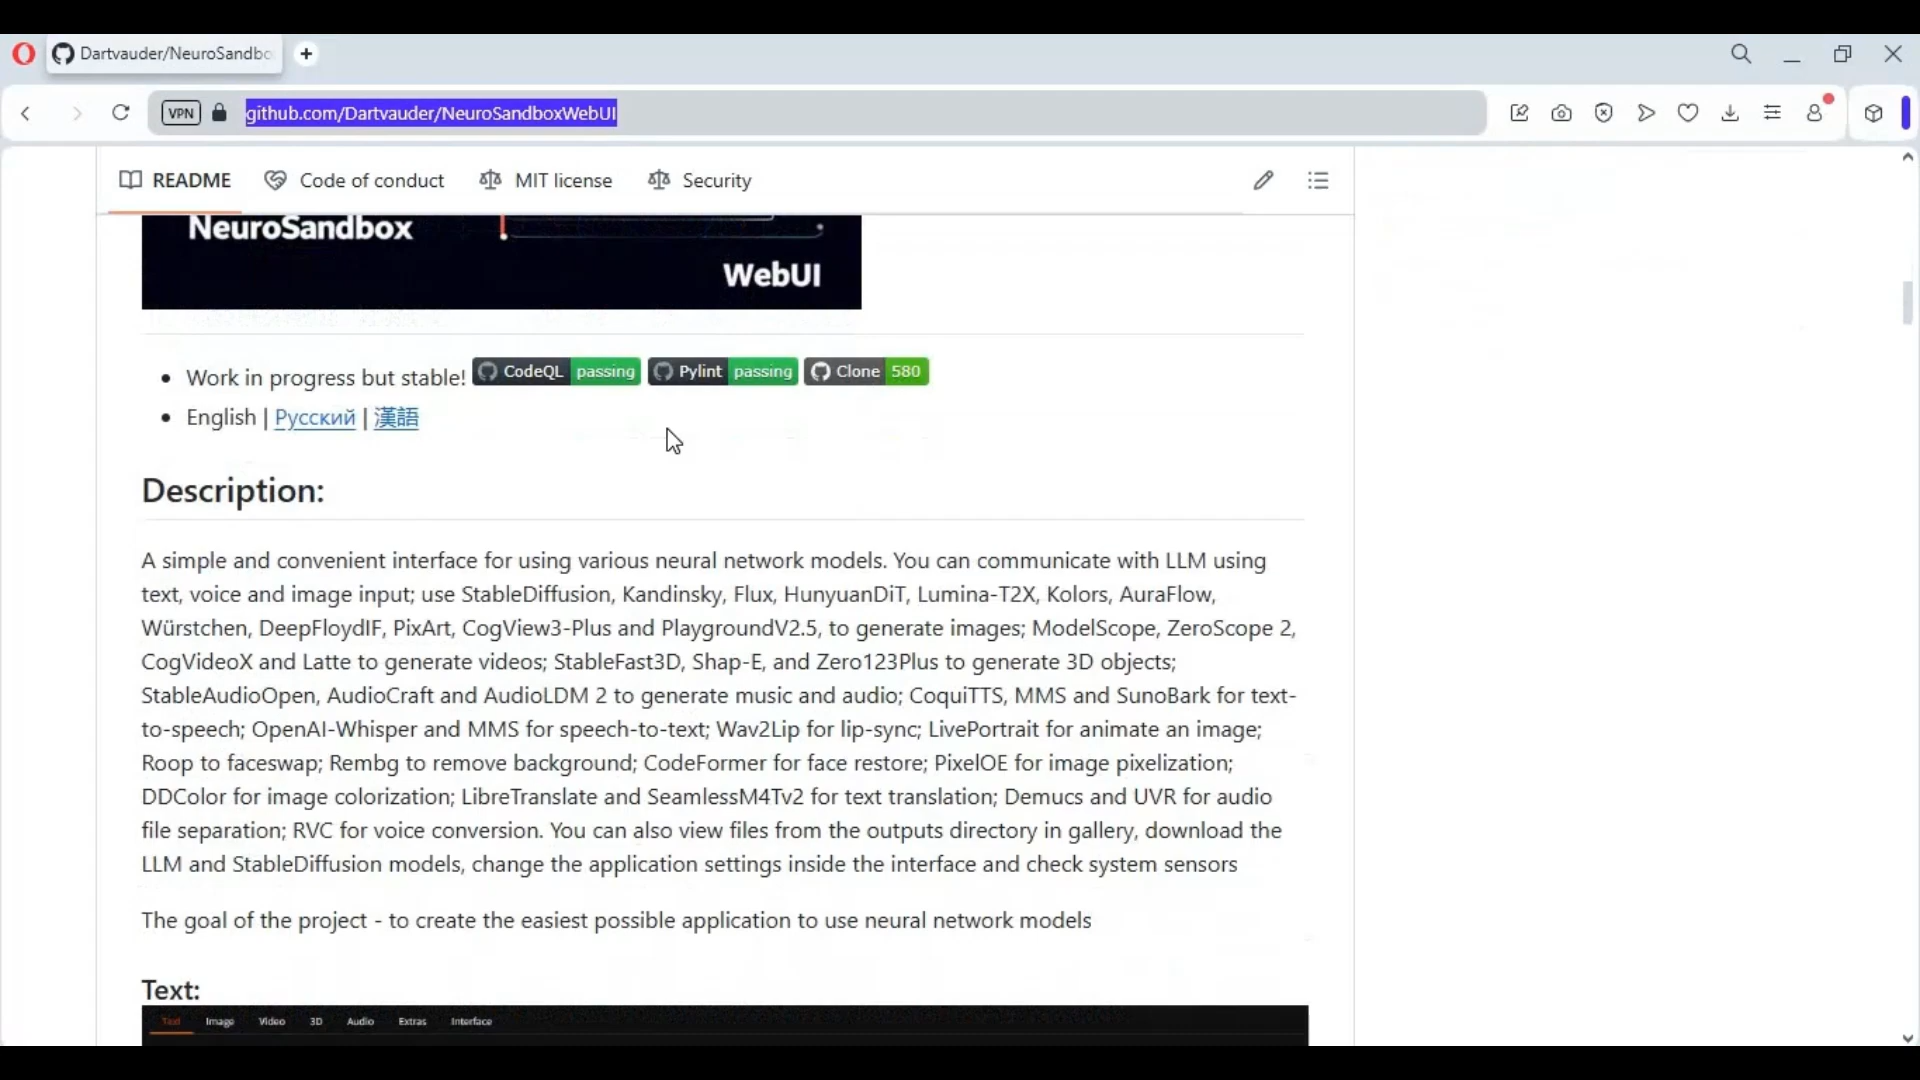 Dartvauder/NeuroSandbo
VPN
github.com/Dartvauder/NeuroSandboxWebUI
README
Code of conduct
MIT license
Security
NeuroSandbox
WebUI
Work in progress but stable! CodeQL passing Pylint passing Clone 580
English | Русский | 漢語
Description:
A simple and convenient interface for using various neural network models. You can communicate with LLM using
text, voice and image input; use StableDiffusion, Kandinsky, Flux, HunyuanDiT, Lumina-T2X, Kolors, AuraFlow,
Würstchen, DeepFloydIF, PixArt, CogView3-Plus and PlaygroundV2.5, to generate images; ModelScope, ZeroScope 2,
CogVideoX and Latte to generate videos; StableFast3D, Shap-E, and Zero123Plus to generate 3D objects;
StableAudioOpen, AudioCraft and AudioLDM 2 to generate music and audio; CoquiTTS, MMS and SunoBark for text-
to-speech; OpenAI-Whisper and MMS for speech-to-text; Wav2Lip for lip-sync; LivePortrait for animate an image;
Roop to faceswap; Rembg to remove background; CodeFormer for face restore; PixelOE for image pixelization;
DDColor for image colorization; LibreTranslate and SeamlessM4Tv2 for text translation; Demucs and UVR for audio
file separation; RVC for voice conversion. You can also view files from the outputs directory in gallery, download the
LLM and StableDiffusion models, change the application settings inside the interface and check system sensors
The goal of the project - to create the easiest possible application to use neural network models
Text:
Text Image Video 3D Audio Extras Interface